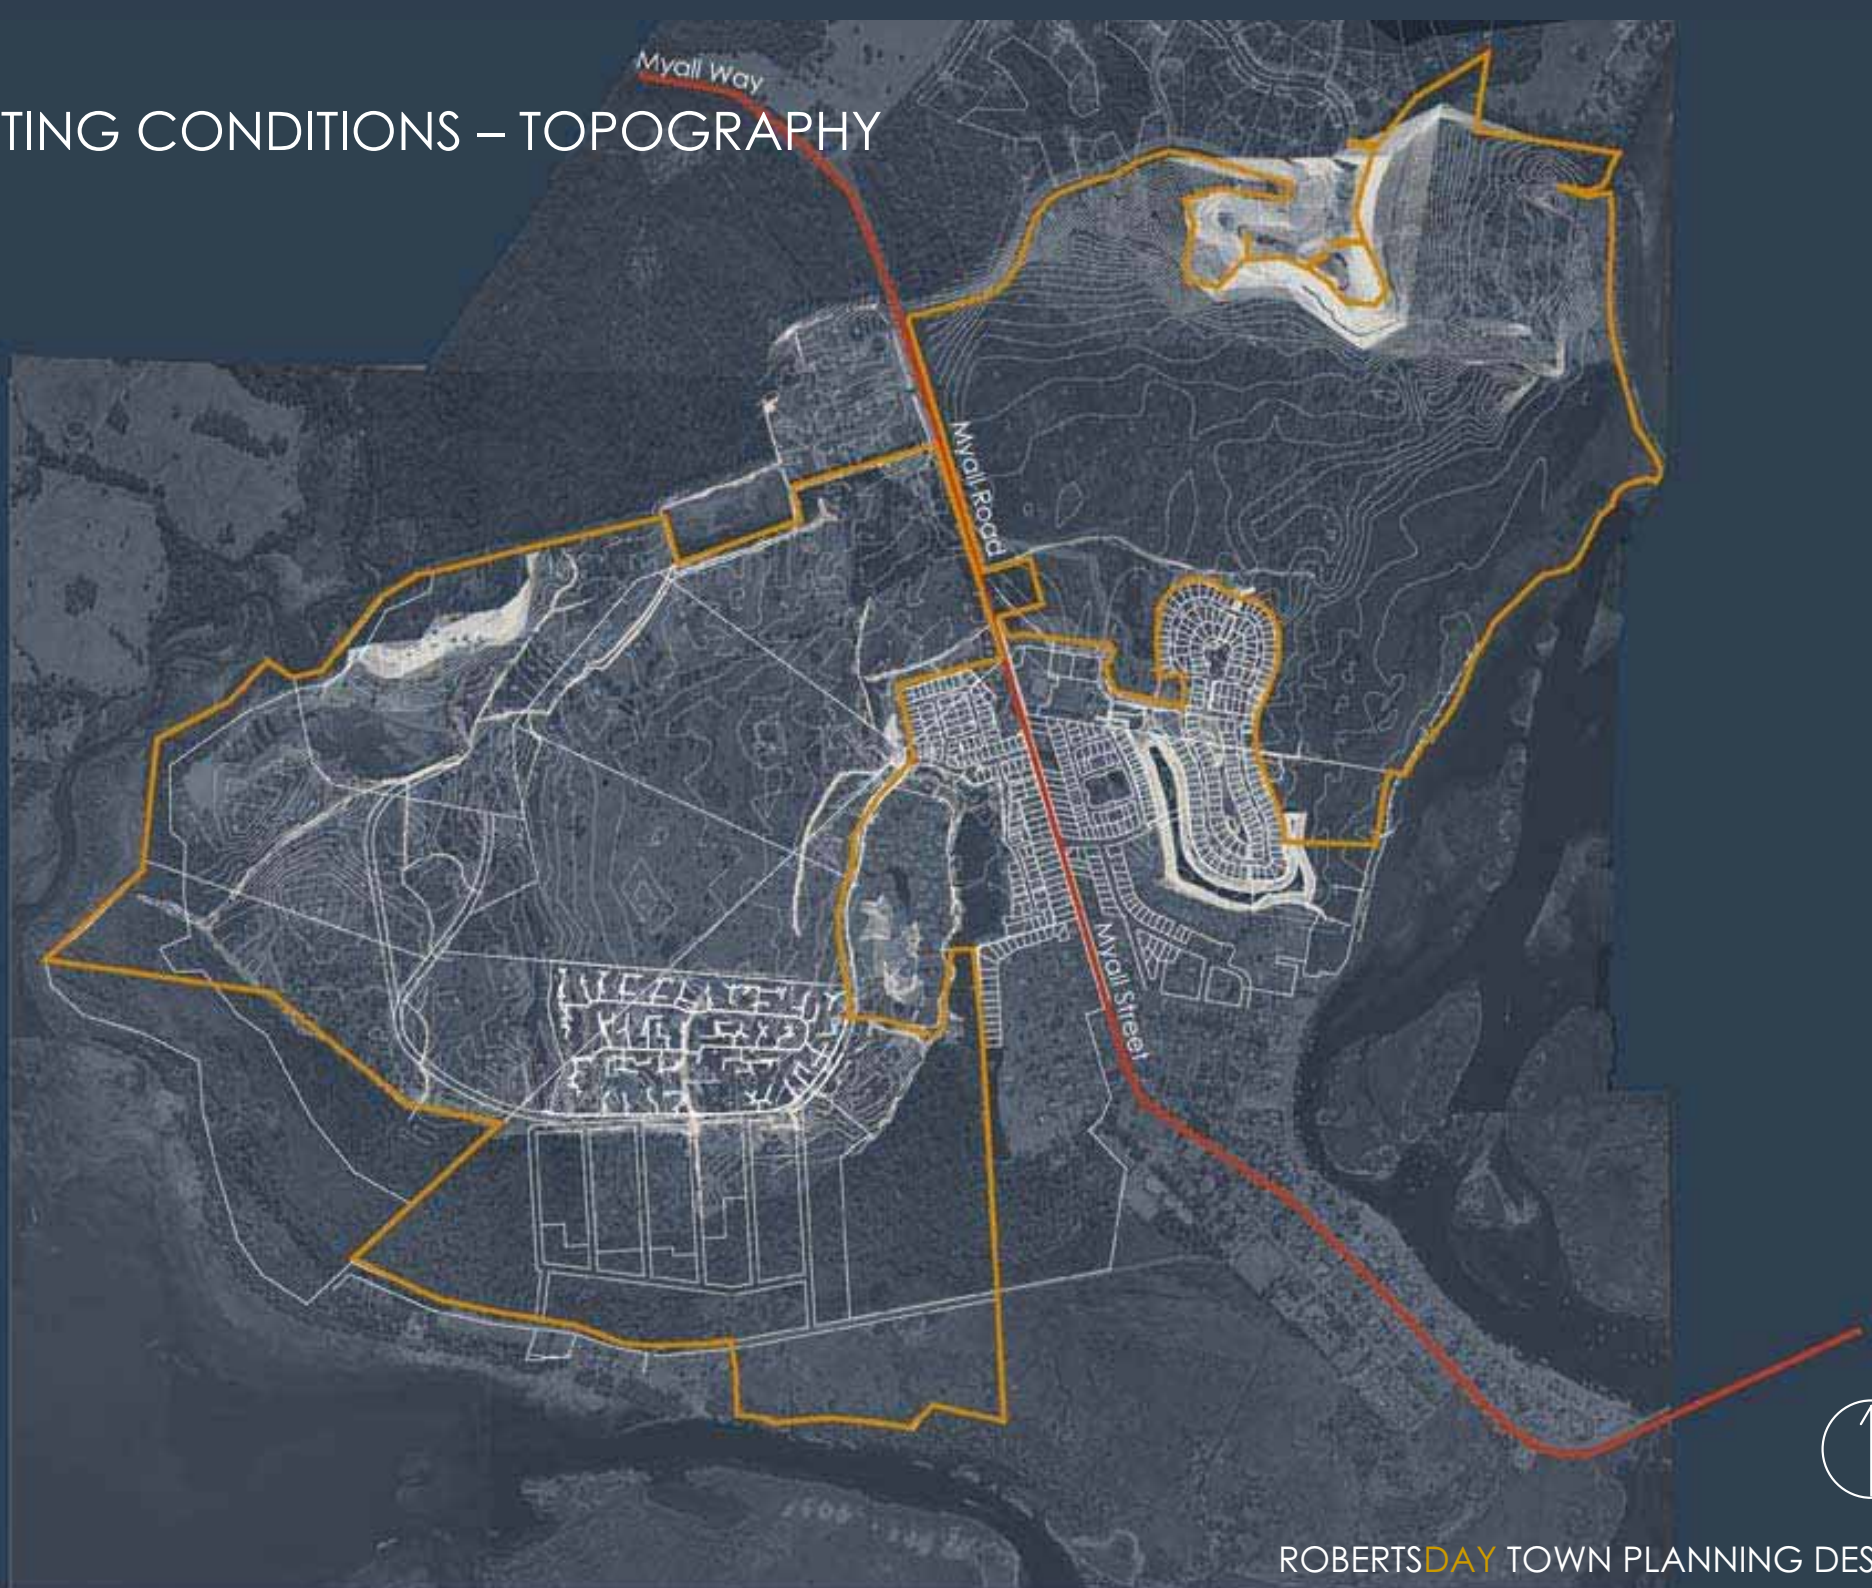 Myall Way
TING CONDITIONS – TOPOGRAPHY
Myall Road
Myall Street
ROBERTSDAY TOWN PLANNING DES